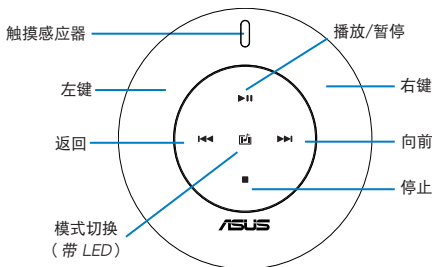 触摸感应器
播放/暂停
左键
右键
返回
向前
停止
模式切换
（带 LED）
ASUS